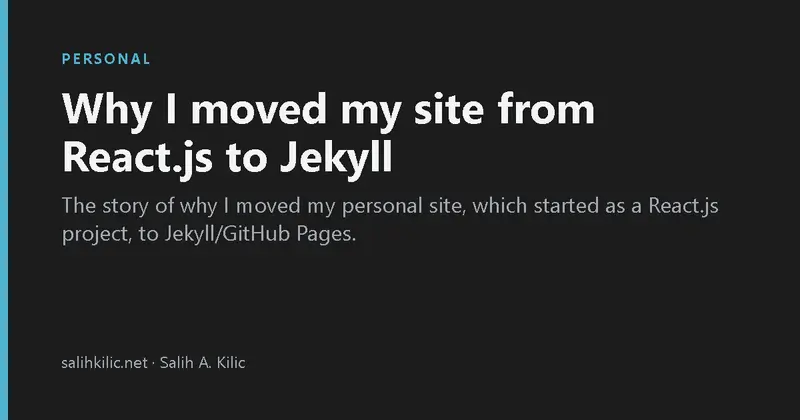 PERSONAL
Why I moved my site from
React.js to Jekyll
The story of why I moved my personal site, which started as a React.js
project, to Jekyll/GitHub Pages.
salihkilic.net · Salih A. Kilic